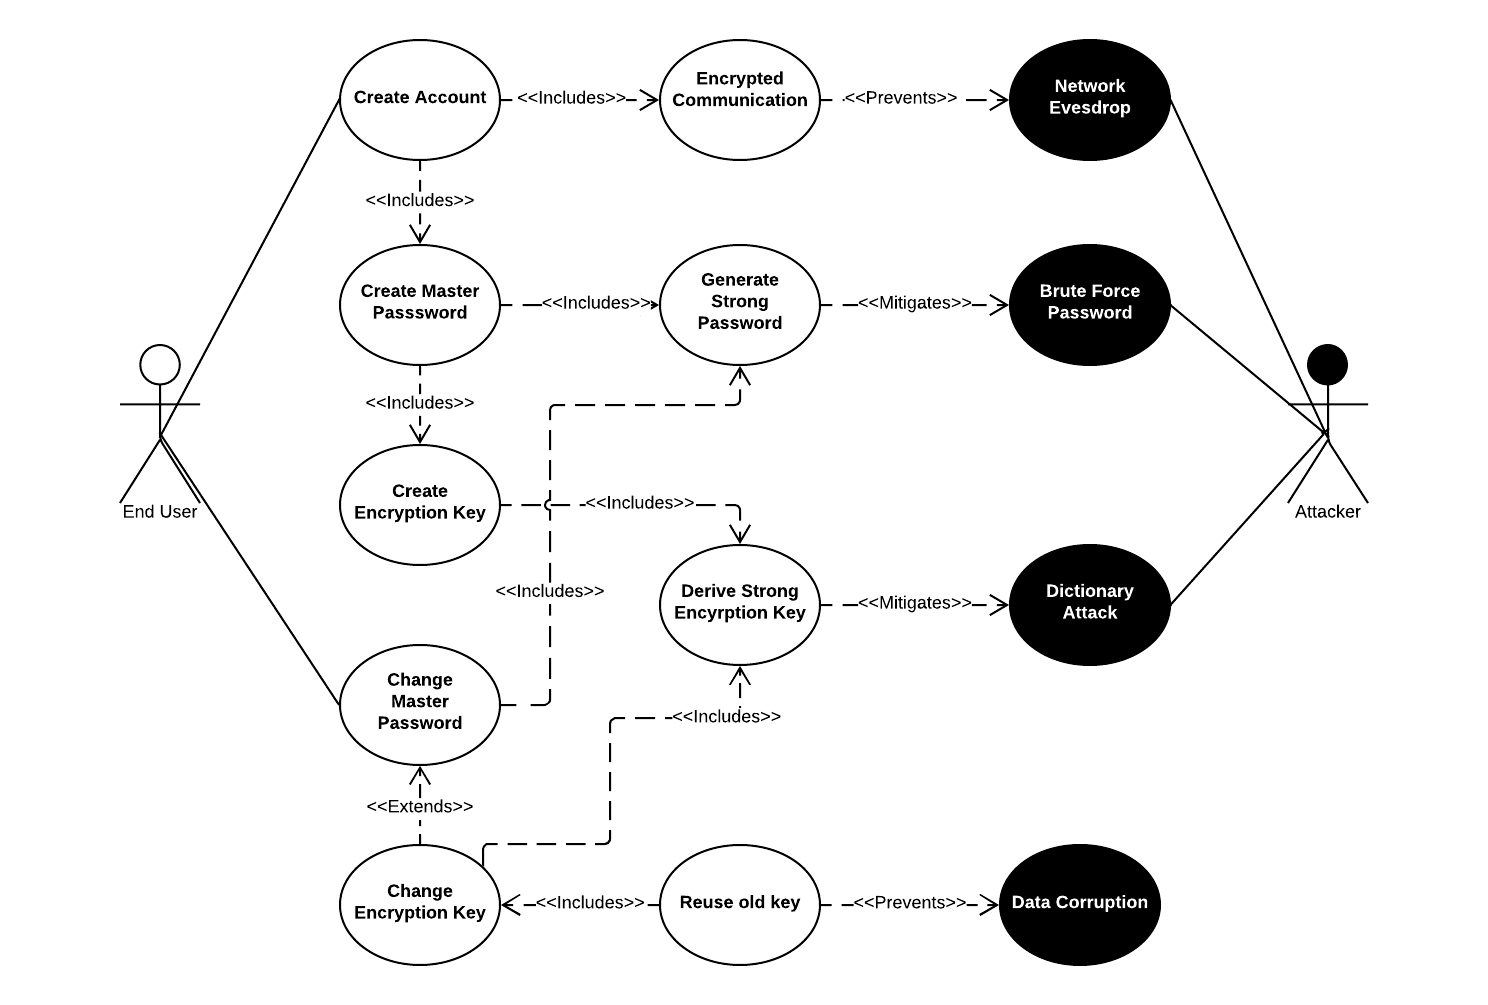 Create Account
<<Includes>>
Encrypted
Communication
<<Prevents>>
Network
Evesdrop
<<Includes>>
Create Master
Passsword
<<Includes>>
Generate
Strong
Password
<<Mitigates>>
Brute Force
Password
<<Includes>>
End User
Attacker
Create
Encryption Key
<<Includes>>
<<Includes>>
Derive Strong
Encyrption Key
<<Mitigates>>
Dictionary
Attack
Change
Master
Password
<<Includes>>
<<Extends>>
Change
Encryption Key
<<Includes>>
Reuse old key
<<Prevents>>
Data Corruption